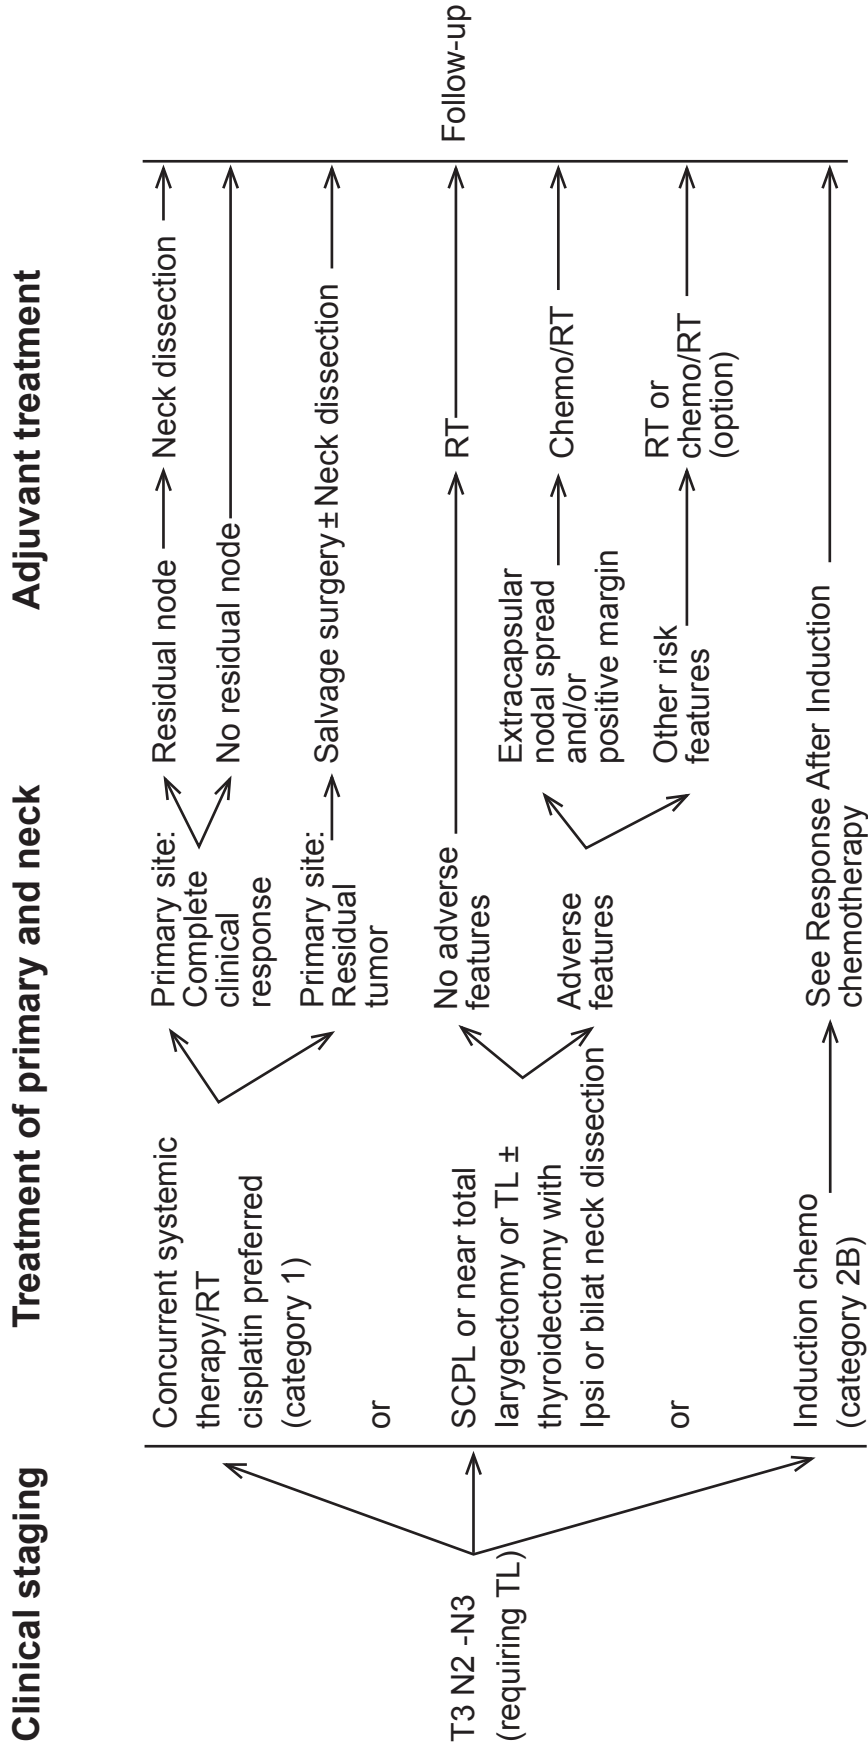 Clinical staging
Treatment of primary and neck
Adjuvant treatment
T3 N2 -N3
(requiring TL)
Concurrent systemic
therapy/RT
cisplatin preferred
(category 1)
or
SCPL or near total
larygectomy or TL ±
thyroidectomy with
Ipsi or bilat neck dissection
or
Induction chemo
(category 2B)
Primary site:
Complete
clinical
response
Primary site:
Residual
tumor
No adverse
features
Adverse
features
See Response After Induction
chemotherapy
Residual node
No residual node
Salvage surgery ± Neck dissection
Extracapsular
nodal spread
and/or
positive margin
Other risk
features
Neck dissection
RT
Chemo/RT
RT or
chemo/RT
(option)
Follow-up